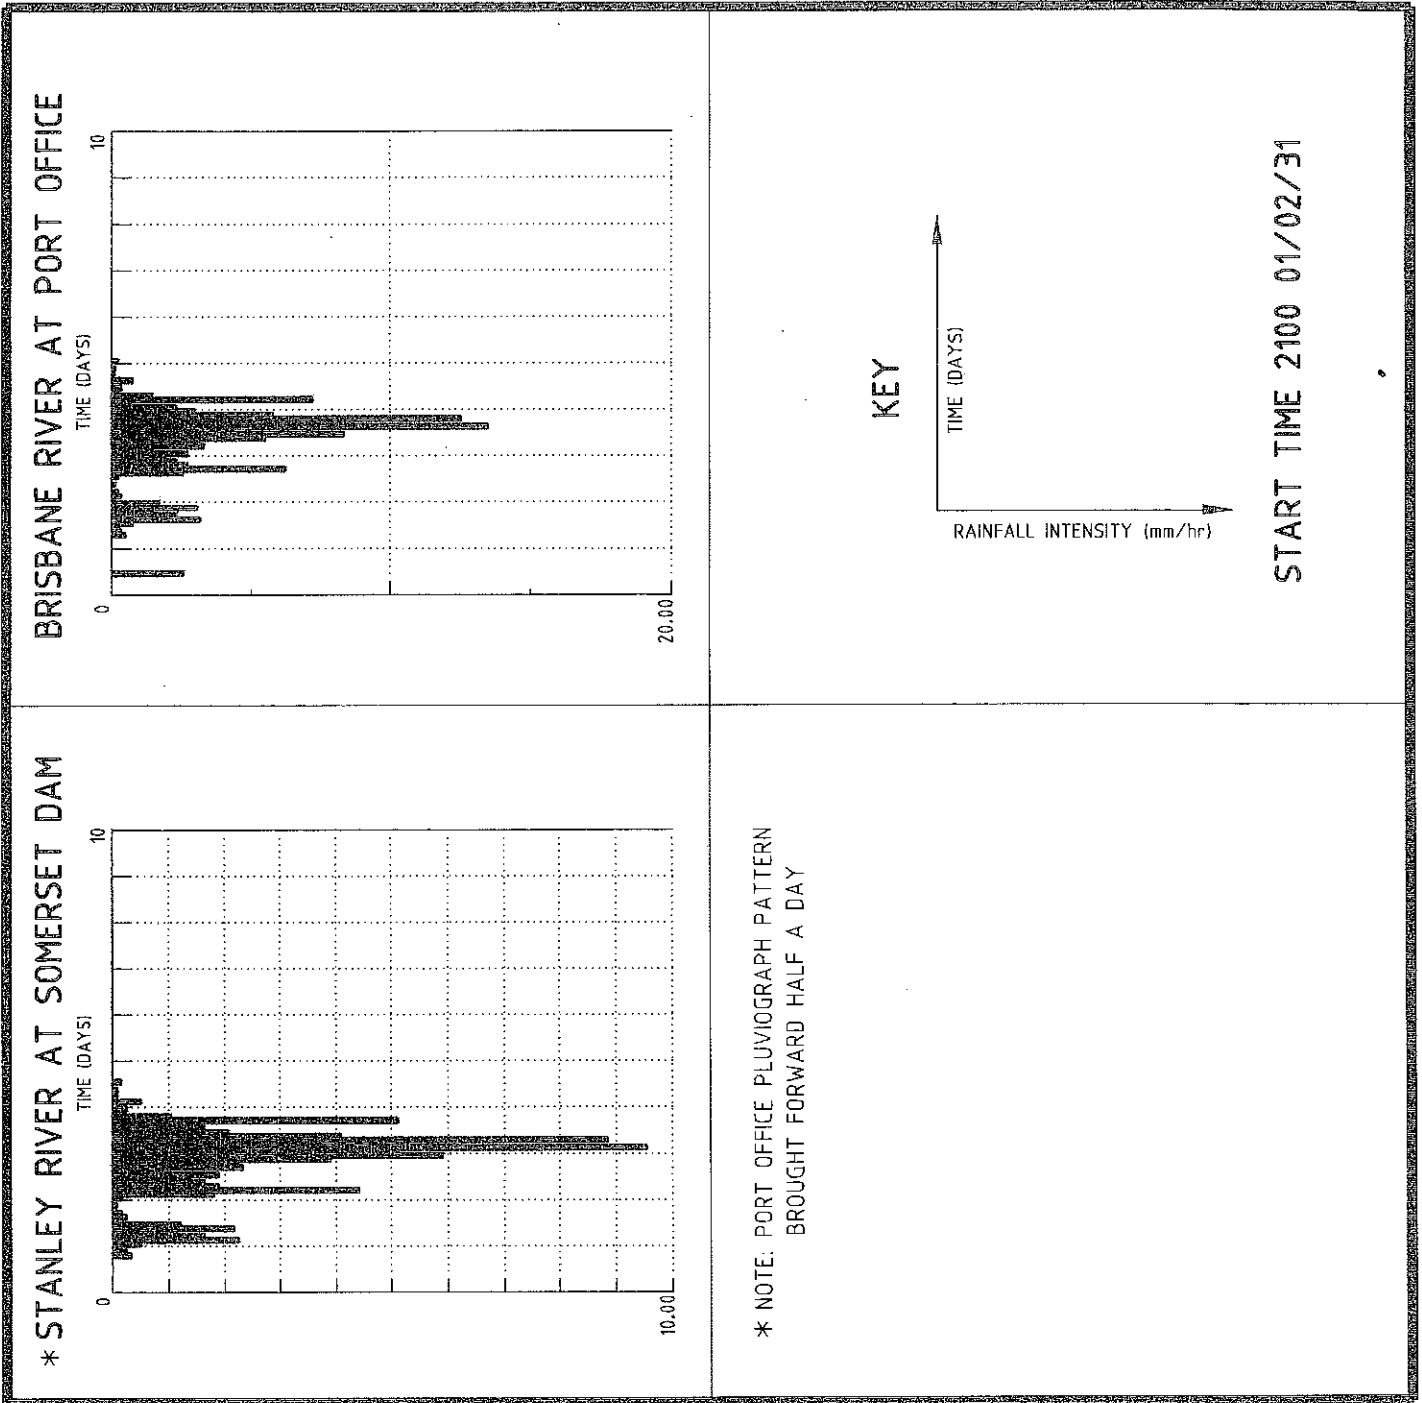 * STANLEY RIVER AT SOMERSET DAM
TIME (DAYS)
0
10
10.00
* NOTE: PORT OFFICE PLUVIOGRAPH PATTERN
BROUGHT FORWARD HALF A DAY
BRISBANE RIVER AT PORT OFFICE
TIME (DAYS)
0
10
20.00
KEY
TIME (DAYS)
RAINFALL INTENSITY (mm/hr)
START TIME 2100 01/02/31